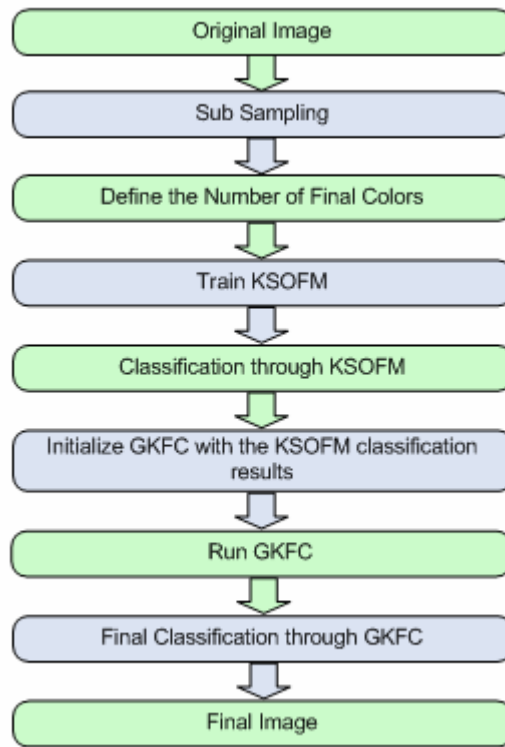 Original Image
Sub Sampling
Define the Number of Final Colors
Train KSOFM
Classification through KSOFM
Initialize GKFC with the KSOFM classification
results
Run GKFC
Final Classification through GKFC
Final Image